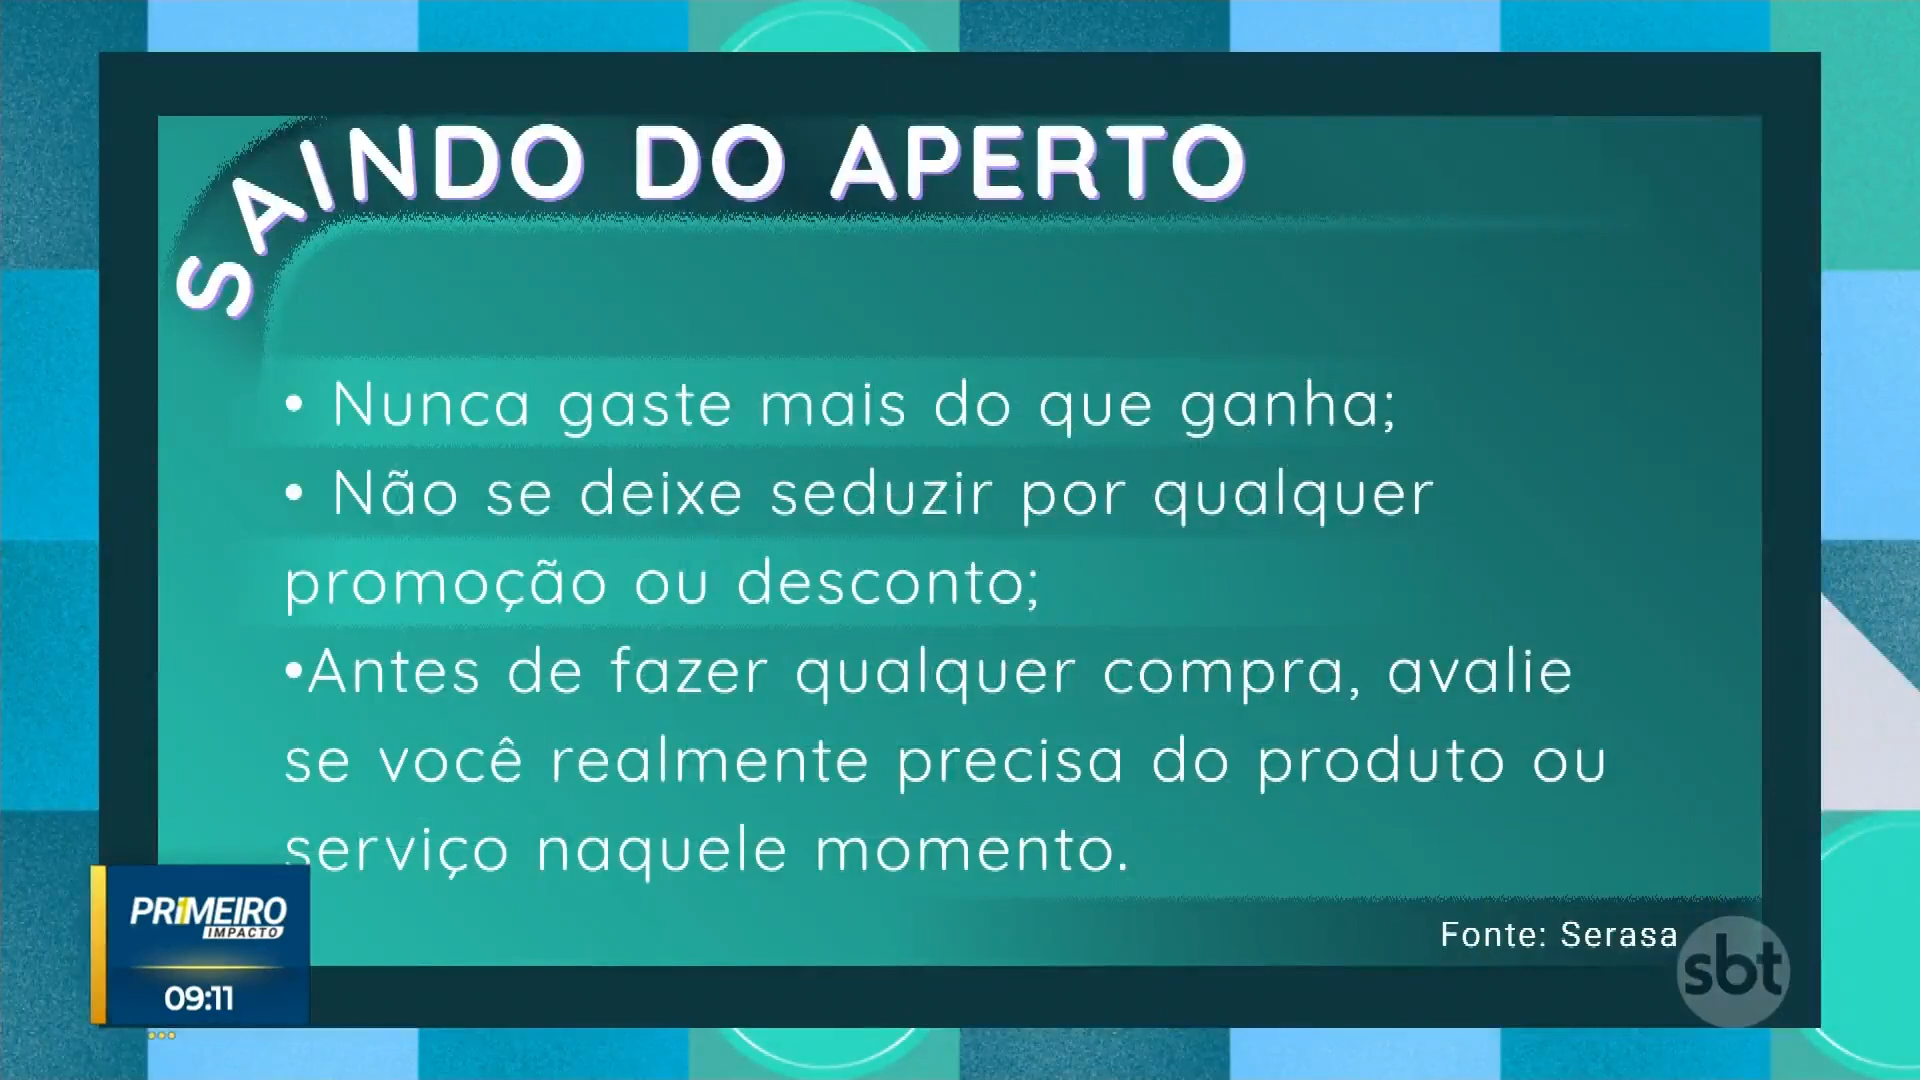 SAINDO DO APERTO
• Nunca gaste mais do que ganha;
• Não se deixe seduzir por qualquer
promoção ou desconto;
•Antes de fazer qualquer compra, avalie
se você realmente precisa do produto ou
serviço naquele momento.
Fonte: Serasa
sbt
PRIMEIRO
IMPACTO
09:11